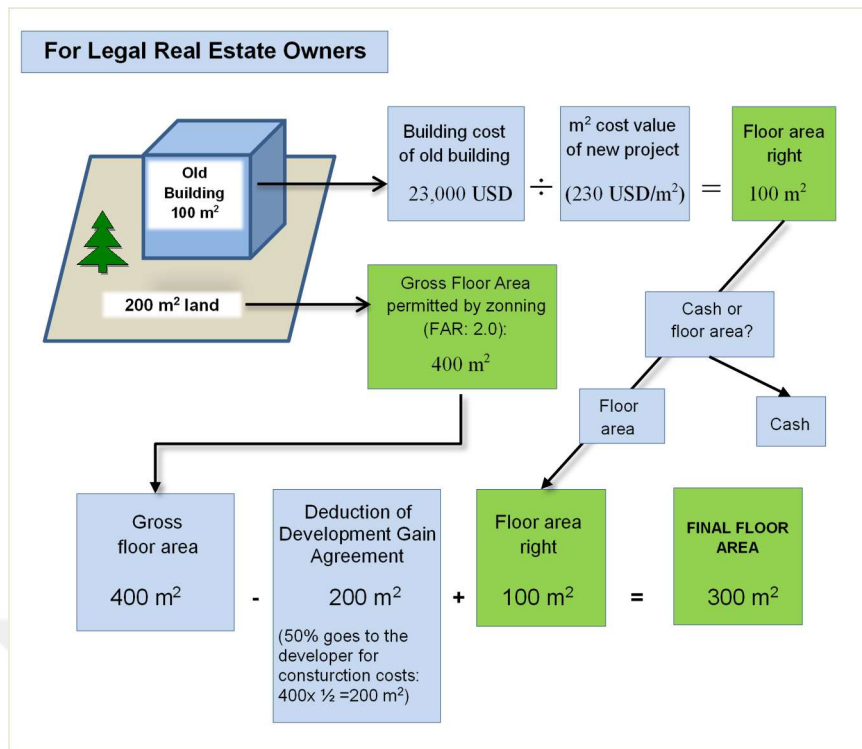 For Legal Real Estate Owners
Old
Building
100 m²
200 m² land
Building cost
of old building
23,000 USD
÷
m² cost value
of new project
(230 USD/m²)
=
Floor area
right
100 m²
Gross Floor Area
permitted by zonning
(FAR: 2.0):
400 m²
Cash or
floor area?
Floor
area
Cash
Gross
floor area
400 m²
-
Deduction of
Development Gain
Agreement
200 m²
(50% goes to the
developer for
consturction costs:
400x ½ =200 m²)
+
Floor area
right
100 m²
=
FINAL FLOOR
AREA
300 m²